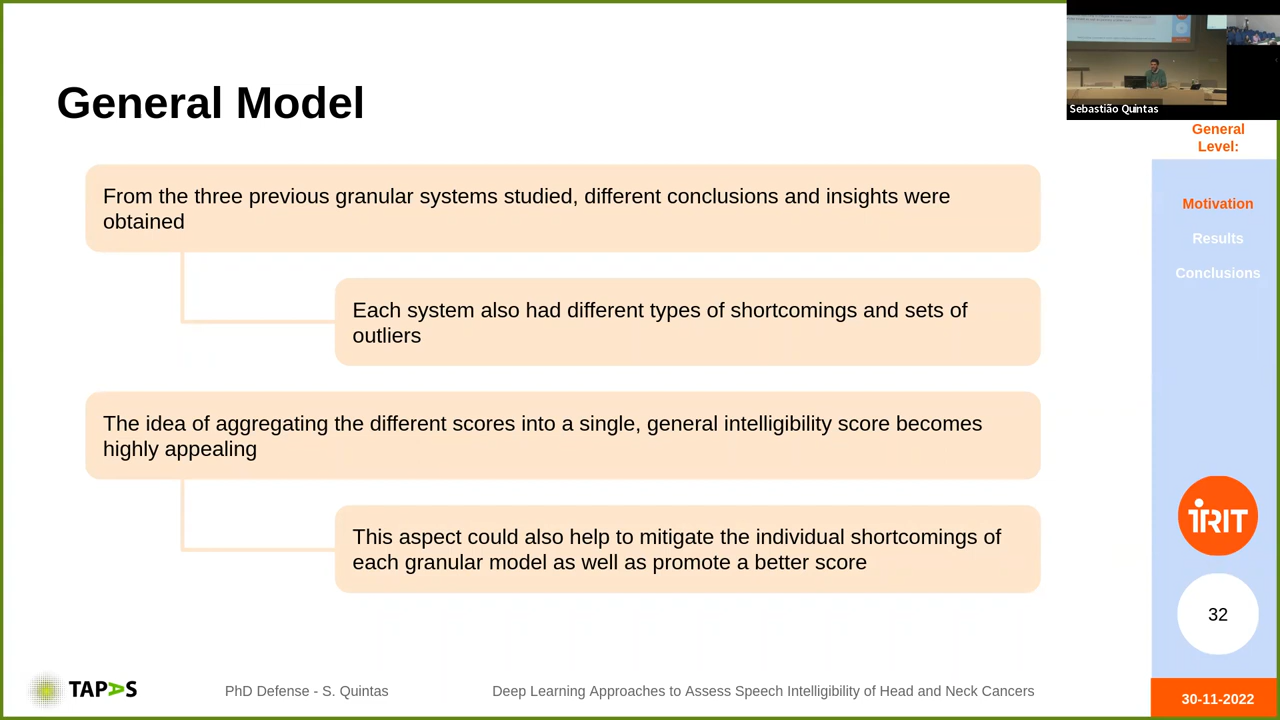 General Model
From the three previous granular systems studied, different conclusions and insights were
obtained
Each system also had different types of shortcomings and sets of
outliers
The idea of aggregating the different scores into a single, general intelligibility score becomes
highly appealing
This aspect could also help to mitigate the individual shortcomings of
each granular model as well as promote a better score
Sebastião Quintas
General
Level:
Motivation
Results
Conclusions
iRIT
32
TAPAS
PhD Defense - S. Quintas
Deep Learning Approaches to Assess Speech Intelligibility of Head and Neck Cancers
30-11-2022